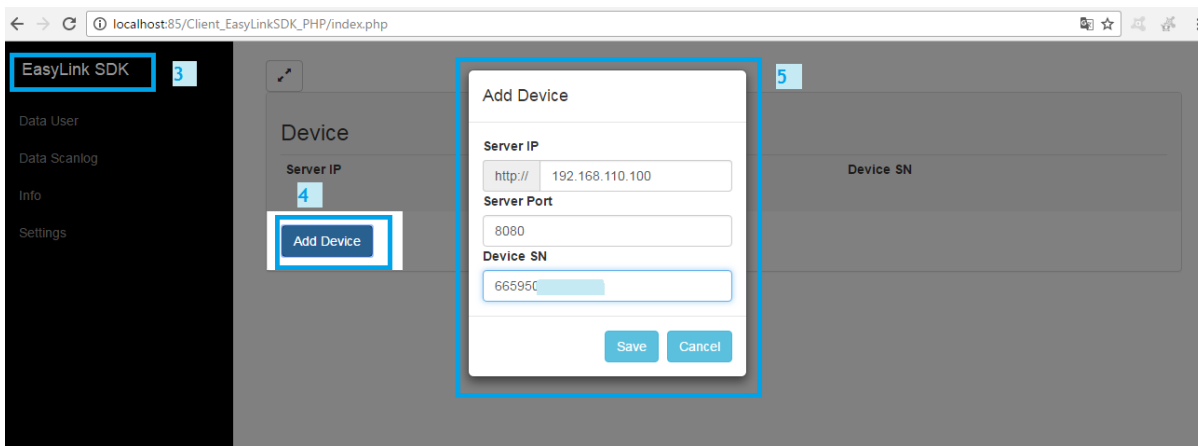 localhost:85/Client_EasyLinkSDK_PHP/index.php
EasyLink SDK
3
Data User
Data Scanlog
Info
Settings
Device
Server IP
Device SN
4
Add Device
5
Add Device
Server IP
http:// 192.168.110.100
Server Port
8080
Device SN
665950
Save Cancel